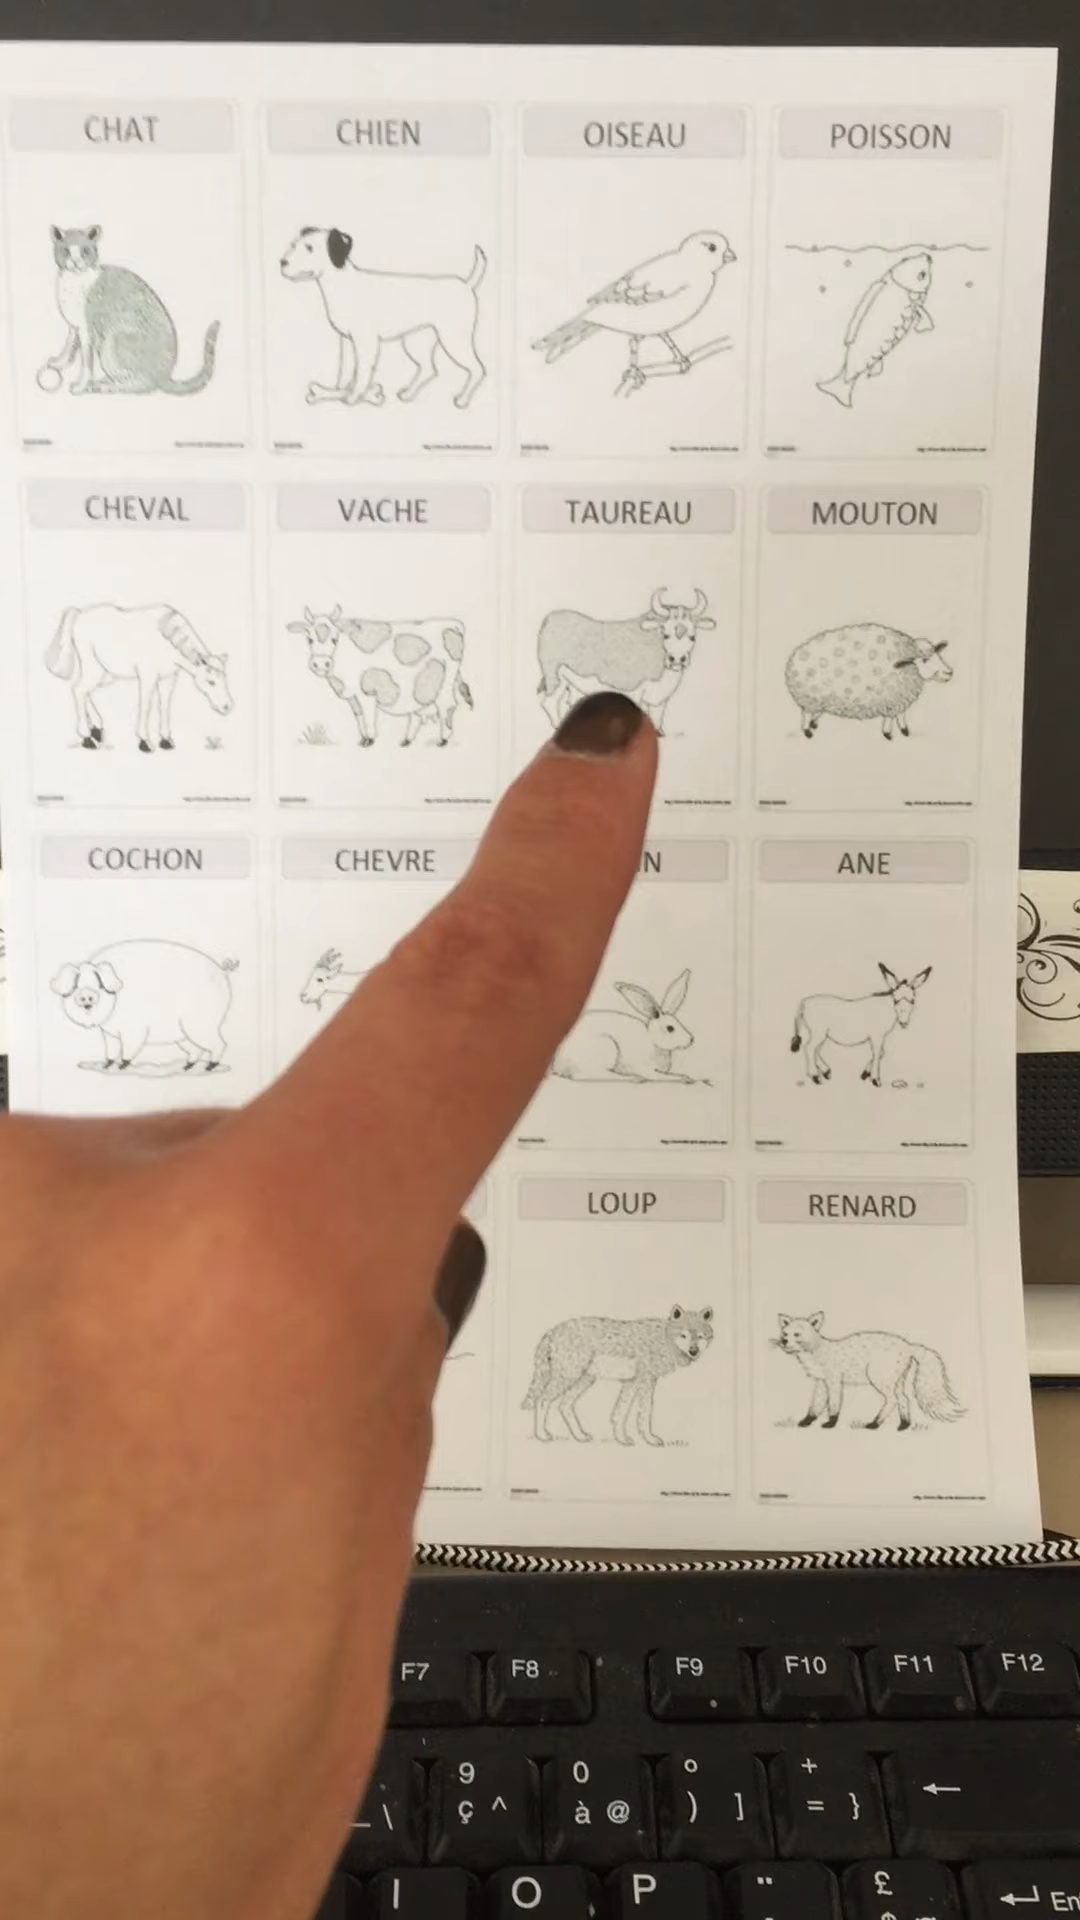 CHAT CHIEN OISEAU POISSON
CHEVAL VACHE TAUREAU MOUTON
COCHON CHEVRE N ANE
LOUP RENARD
F7 F8 F9 F10 F11 F12
9 0 ° +
_ \ ç ^ à @ ) ] = } ←
I O P ¨ £